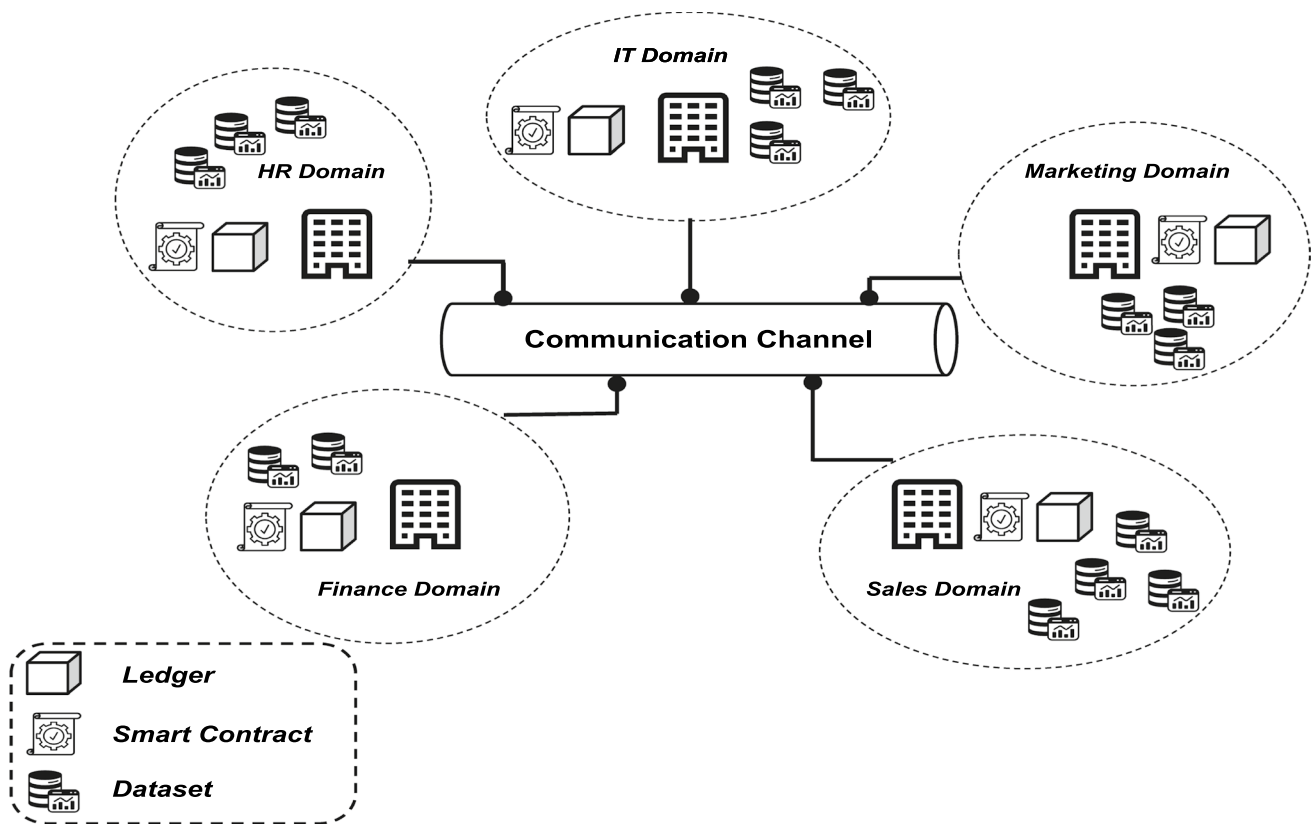 IT Domain
HR Domain
Marketing Domain
Communication Channel
Finance Domain
Sales Domain
Ledger
Smart Contract
Dataset